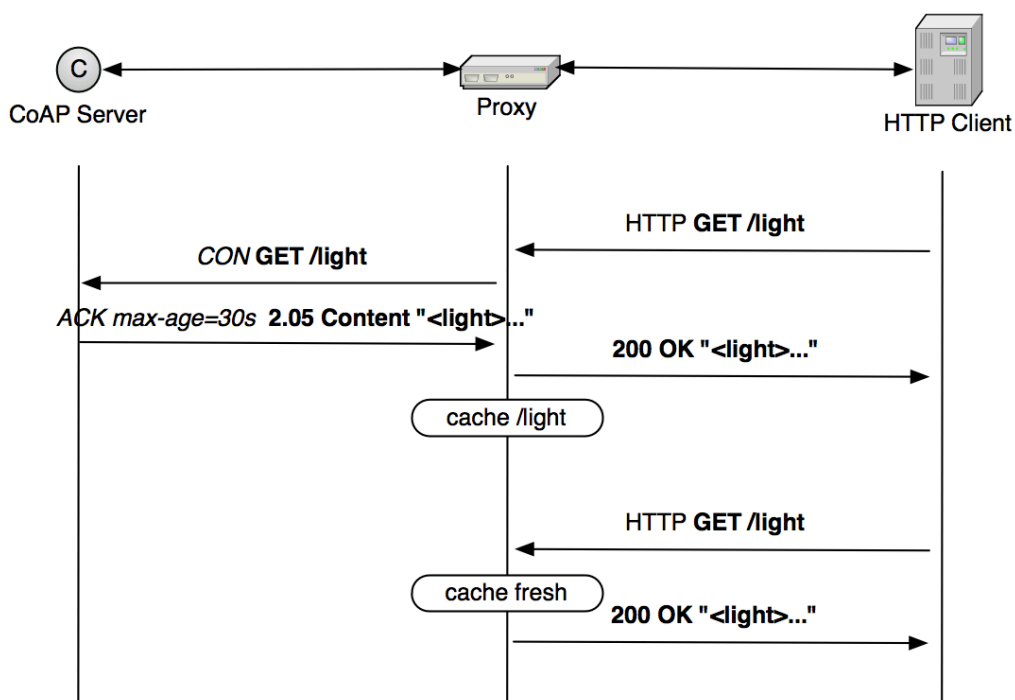 C
CoAP Server
Proxy
HTTP Client
HTTP GET /light
CON GET /light
ACK max-age=30s 2.05 Content "<light>..."
200 OK "<light>..."
cache /light
HTTP GET /light
cache fresh
200 OK "<light>..."